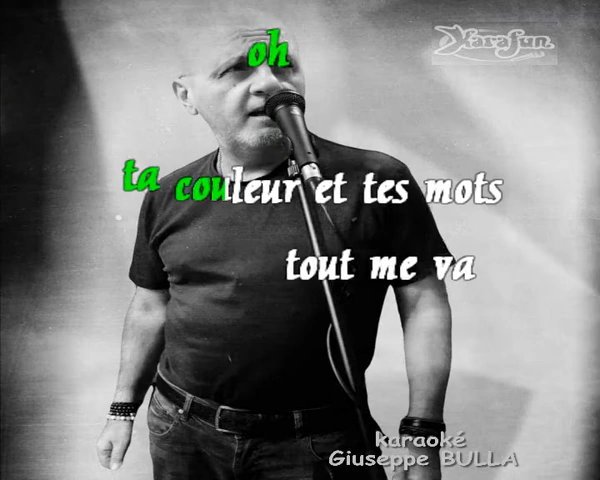 Karafun
oh
ta couleur et tes mots
tout me va
karaoké
Giuseppe BULLA